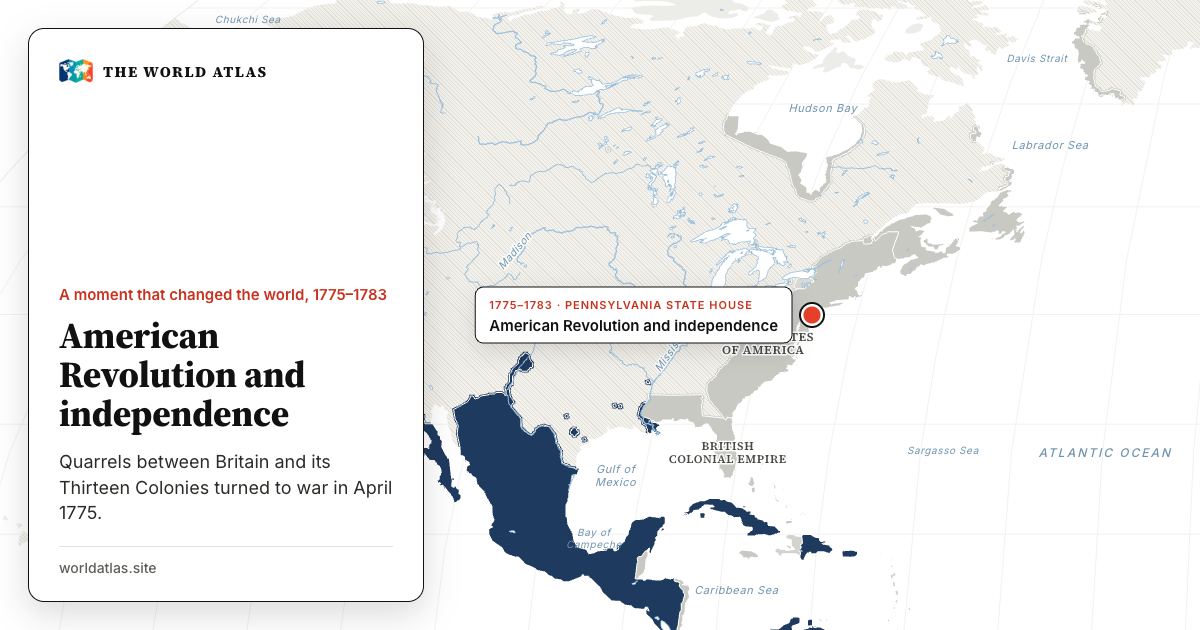 THE WORLD ATLAS
A moment that changed the world, 1775–1783
American
Revolution and
independence
Quarrels between Britain and its
Thirteen Colonies turned to war in April
1775.
worldatlas.site
Chukchi Sea
Davis Strait
Hudson Bay
Labrador Sea
Madison
1775–1783 · PENNSYLVANIA STATE HOUSE
American Revolution and independence
OF AMERICA
BRITISH
COLONIAL EMPIRE
Sargasso Sea
ATLANTIC OCEAN
Gulf of
Mexico
Bay of
Campeche
Caribbean Sea